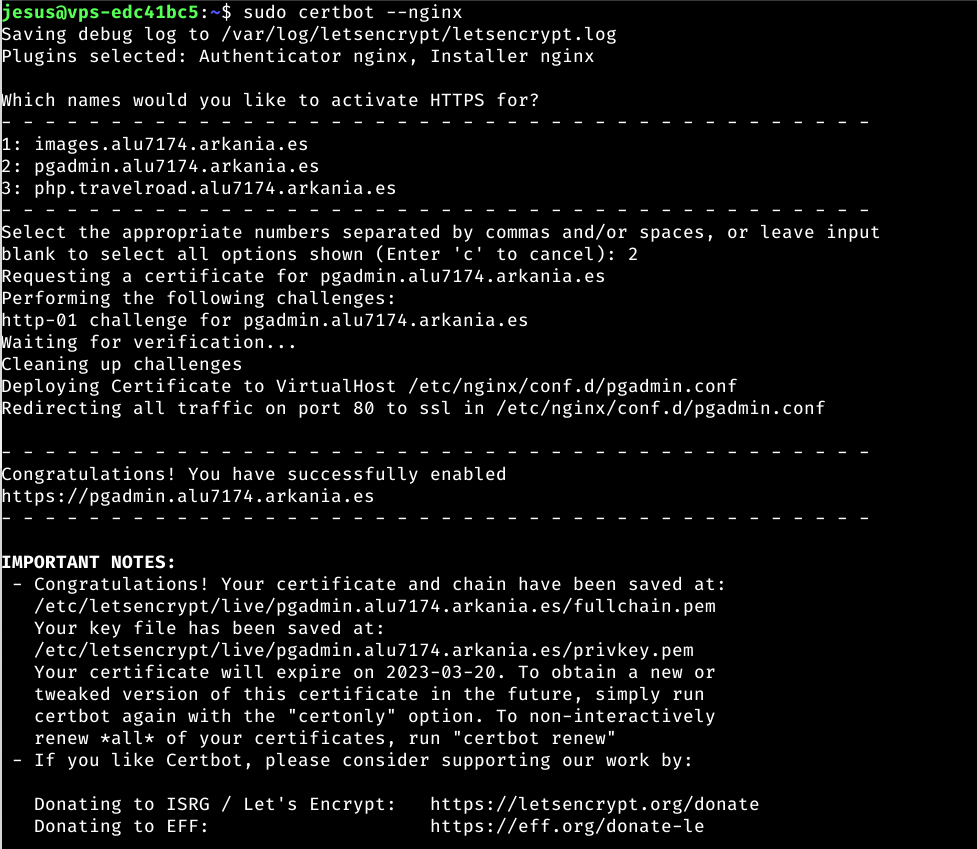 jesus@vps-edc41bc5:~$ sudo certbot --nginx
Saving debug log to /var/log/letsencrypt/letsencrypt.log
Plugins selected: Authenticator nginx, Installer nginx

Which names would you like to activate HTTPS for?
- - - - - - - - - - - - - - - - - - - - - - - - - - - - - - - - - - - - - - - -
1: images.alu7174.arkania.es
2: pgadmin.alu7174.arkania.es
3: php.travelroad.alu7174.arkania.es
- - - - - - - - - - - - - - - - - - - - - - - - - - - - - - - - - - - - - - - -
Select the appropriate numbers separated by commas and/or spaces, or leave input
blank to select all options shown (Enter 'c' to cancel): 2
Requesting a certificate for pgadmin.alu7174.arkania.es
Performing the following challenges:
http-01 challenge for pgadmin.alu7174.arkania.es
Waiting for verification...
Cleaning up challenges
Deploying Certificate to VirtualHost /etc/nginx/conf.d/pgadmin.conf
Redirecting all traffic on port 80 to ssl in /etc/nginx/conf.d/pgadmin.conf

- - - - - - - - - - - - - - - - - - - - - - - - - - - - - - - - - - - - - - - -
Congratulations! You have successfully enabled
https://pgadmin.alu7174.arkania.es
- - - - - - - - - - - - - - - - - - - - - - - - - - - - - - - - - - - - - - - -

IMPORTANT NOTES:
 - Congratulations! Your certificate and chain have been saved at:
   /etc/letsencrypt/live/pgadmin.alu7174.arkania.es/fullchain.pem
   Your key file has been saved at:
   /etc/letsencrypt/live/pgadmin.alu7174.arkania.es/privkey.pem
   Your certificate will expire on 2023-03-20. To obtain a new or
   tweaked version of this certificate in the future, simply run
   certbot again with the "certonly" option. To non-interactively
   renew *all* of your certificates, run "certbot renew"
 - If you like Certbot, please consider supporting our work by:

   Donating to ISRG / Let's Encrypt:   https://letsencrypt.org/donate
   Donating to EFF:                    https://eff.org/donate-le